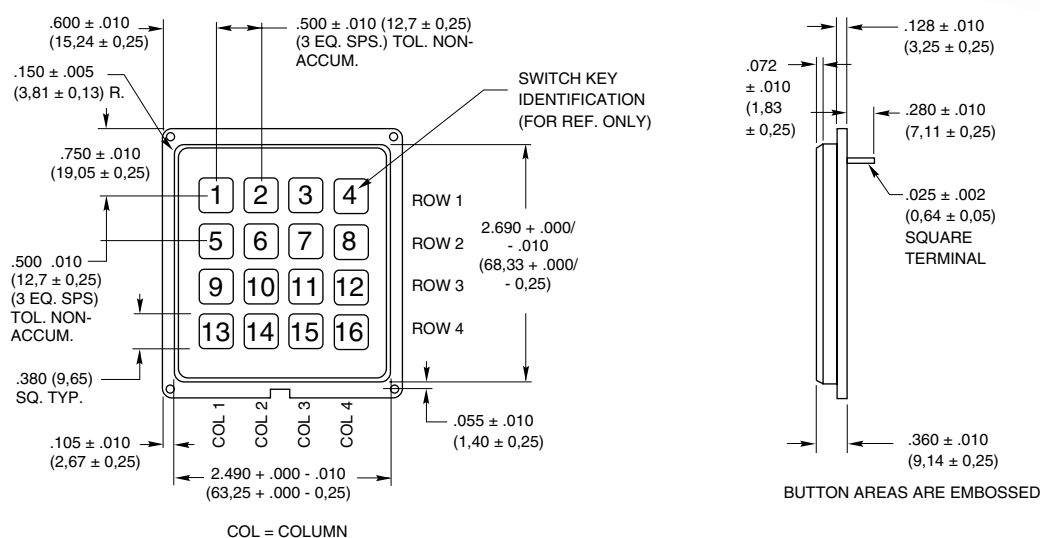 .600 ± .010
(15,24 ± 0,25)
.500 ± .010 (12,7 ± 0,25)
(3 EQ. SPS.) TOL. NON-
ACCUM.
.150 ± .005
(3,81 ± 0,13) R.
SWITCH KEY
IDENTIFICATION
(FOR REF. ONLY)
.750 ± .010
(19,05 ± 0,25)
1 2 3 4
ROW 1
5 6 7 8
ROW 2
9 10 11 12
ROW 3
13 14 15 16
ROW 4
2.690 + .000/
- .010
(68,33 + .000/
- 0,25)
.500 .010
(12,7 ± 0,25)
(3 EQ. SPS)
TOL. NON-
ACCUM.
.380 (9,65)
SQ. TYP.
COL 1
COL 2
COL 3
COL 4
.055 ± .010
(1,40 ± 0,25)
.105 ± .010
(2,67 ± 0,25)
2.490 + .000 - .010
(63,25 + .000 - 0,25)
COL = COLUMN
.128 ± .010
(3,25 ± 0,25)
.072
± .010
(1,83
± 0,25)
.280 ± .010
(7,11 ± 0,25)
.025 ± .002
(0,64 ± 0,05)
SQUARE
TERMINAL
.360 ± .010
(9,14 ± 0,25)
BUTTON AREAS ARE EMBOSSED